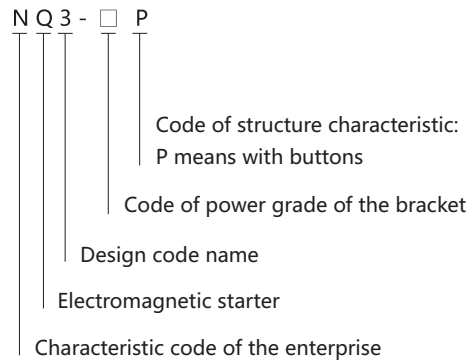 N Q 3 - □ P
Code of structure characteristic:
P means with buttons
Code of power grade of the bracket
Design code name
Electromagnetic starter
Characteristic code of the enterprise